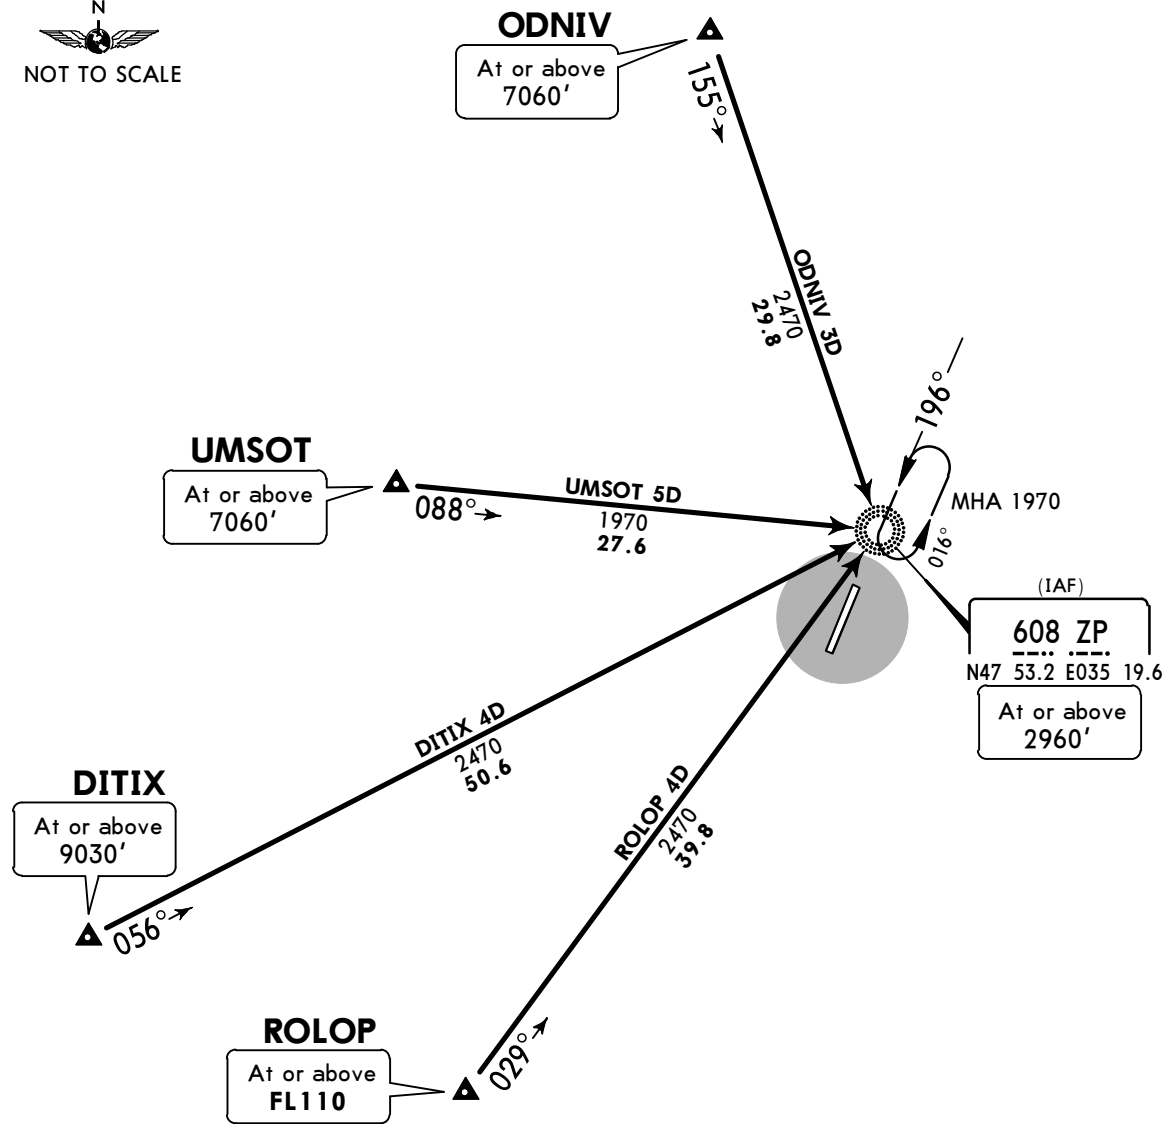 N
NOT TO SCALE
ODNIV
At or above
7060'
155°
ODNIV 3D
2470
29.8
196°
UMSOT
At or above
7060'
088°
UMSOT 5D
1970
27.6
MHA 1970
016°
(IAF)
608 ZP
N47 53.2 E035 19.6
At or above
2960'
DITIX 4D
2470
50.6
DITIX
At or above
9030'
056°
ROLOP 4D
2470
39.8
ROLOP
At or above
FL110
029°